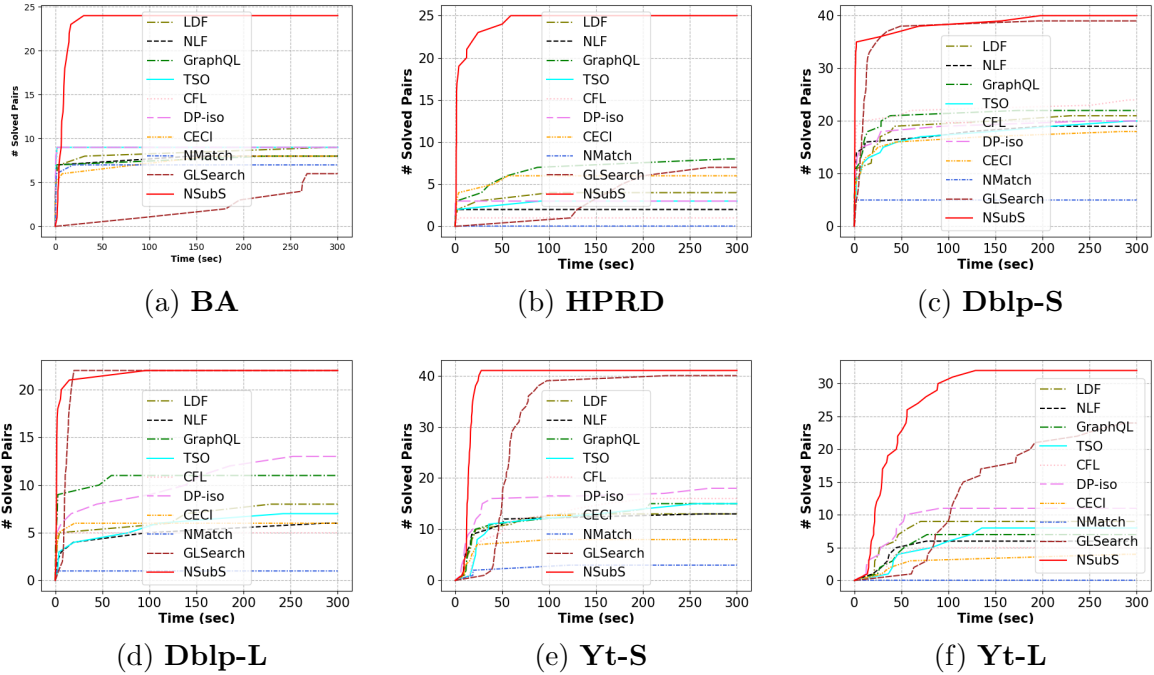 25
20
15
10
5
0
# Solved Pairs
LDF
NLF
GraphQL
TSO
CFL
DP-iso
CECI
NMatch
GLSearch
NSubS
0 50 100 150 200 250 300
Time (sec)
(a) BA
25
20
15
10
5
0
# Solved Pairs
LDF
NLF
GraphQL
TSO
CFL
DP-iso
CECI
NMatch
GLSearch
NSubS
0 50 100 150 200 250 300
Time (sec)
(b) HPRD
40
30
20
10
0
# Solved Pairs
LDF
NLF
GraphQL
TSO
CFL
DP-iso
CECI
NMatch
GLSearch
NSubS
0 50 100 150 200 250 300
Time (sec)
(c) Dblp-S
20
15
10
5
0
# Solved Pairs
LDF
NLF
GraphQL
TSO
CFL
DP-iso
CECI
NMatch
GLSearch
NSubS
0 50 100 150 200 250 300
Time (sec)
(d) Dblp-L
40
30
20
10
0
# Solved Pairs
LDF
NLF
GraphQL
TSO
CFL
DP-iso
CECI
NMatch
GLSearch
NSubS
0 50 100 150 200 250 300
Time (sec)
(e) Yt-S
30
25
20
15
10
5
0
# Solved Pairs
LDF
NLF
GraphQL
TSO
CFL
DP-iso
CECI
NMatch
GLSearch
NSubS
0 50 100 150 200 250 300
Time (sec)
(f) Yt-L